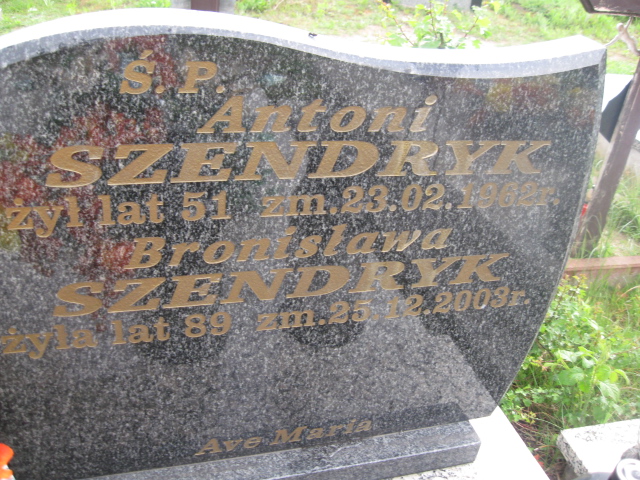 Ś. P.
Antoni
SZENDRYK
żył lat 51 zm.23.02.1962r.
Bronisława
SZENDRYK
żyła lat 89 zm.25.12.2003r.
Ave Maria